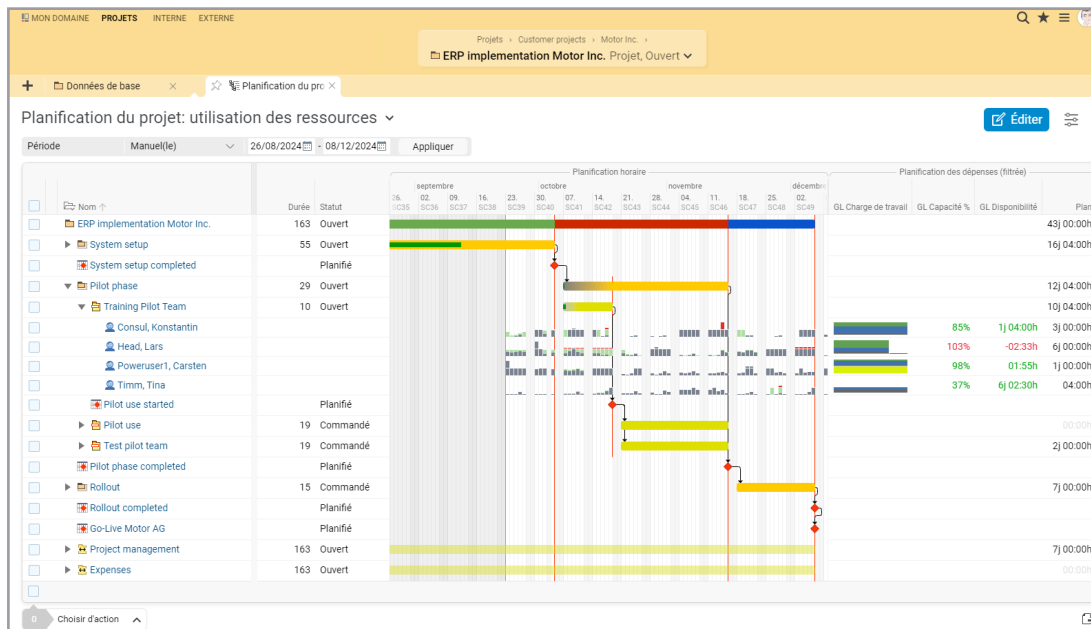 MON DOMAINE PROJETS INTERNE EXTERNE
Projets › Customer projects › Motor Inc. ›
ERP implementation Motor Inc. Projet, Ouvert
Données de base Planification du pro
Planification du projet: utilisation des ressources
Éditer
Période Manuel(le) 26/08/2024 - 08/12/2024 Appliquer
Planification horaire Planification des dépenses (filtrée)
septembre octobre novembre décembre
26. 02. 09. 16. 23. 30. 07. 14. 21. 28. 04. 11. 18. 25. 02.
Nom Durée Statut SC35 SC36 SC37 SC38 SC39 SC40 SC41 SC42 SC43 SC44 SC45 SC46 SC47 SC48 SC49 GL Charge de travail GL Capacité % GL Disponibilité Plan
ERP implementation Motor Inc. 163 Ouvert 43j 00:00h
System setup 55 Ouvert 16j 04:00h
System setup completed Planifié
Pilot phase 29 Ouvert 12j 04:00h
Training Pilot Team 10 Ouvert 10j 04:00h
Consul, Konstantin 85% 1j 04:00h 3j 00:00h
Head, Lars 103% -02:33h 6j 00:00h
Poweruser1, Carsten 98% 01:55h 1j 00:00h
Timm, Tina 37% 6j 02:30h 04:00h
Pilot use started Planifié
Pilot use 19 Commandé 00:00h
Test pilot team 19 Commandé 2j 00:00h
Pilot phase completed Planifié
Rollout 15 Commandé 7j 00:00h
Rollout completed Planifié
Go-Live Motor AG Planifié
Project management 163 Ouvert 7j 00:00h
Expenses 163 Ouvert 00:00h
0 Choisir d'action